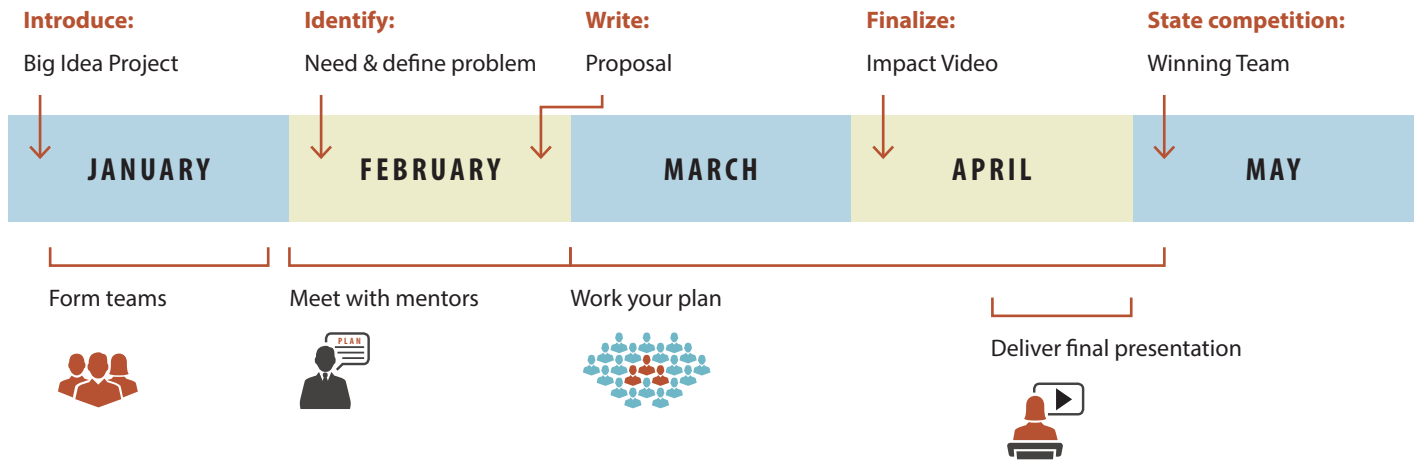 Introduce:
Big Idea Project
Identify:
Need & define problem
Write:
Proposal
Finalize:
Impact Video
State competition:
Winning Team
JANUARY
FEBRUARY
MARCH
APRIL
MAY
Form teams
Meet with mentors
PLAN
Work your plan
Deliver final presentation